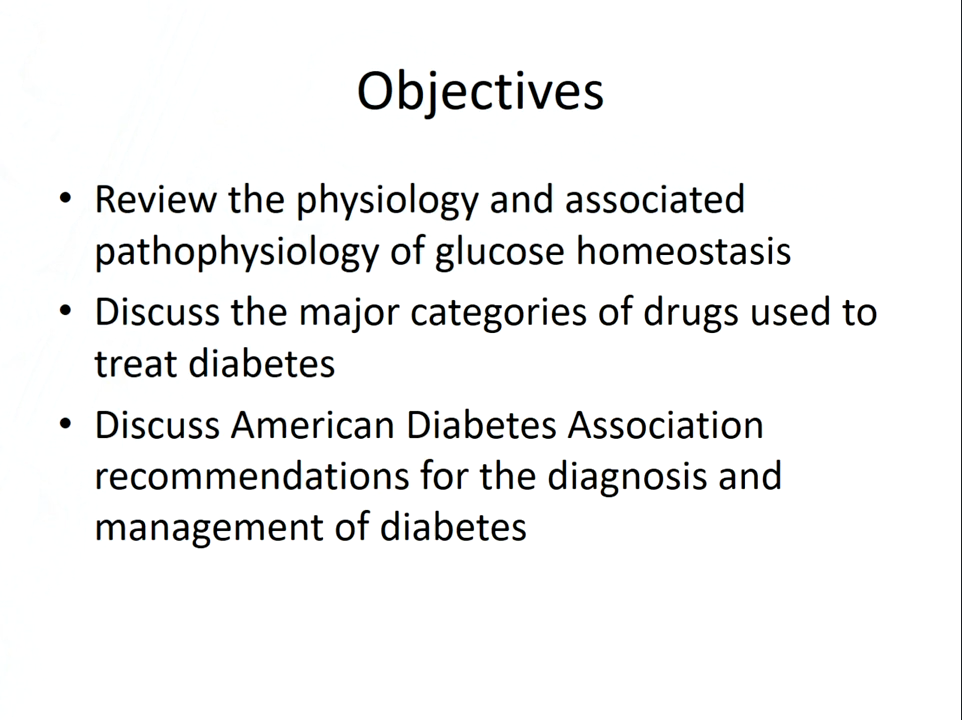 Objectives
• Review the physiology and associated
pathophysiology of glucose homeostasis
• Discuss the major categories of drugs used to
treat diabetes
• Discuss American Diabetes Association
recommendations for the diagnosis and
management of diabetes